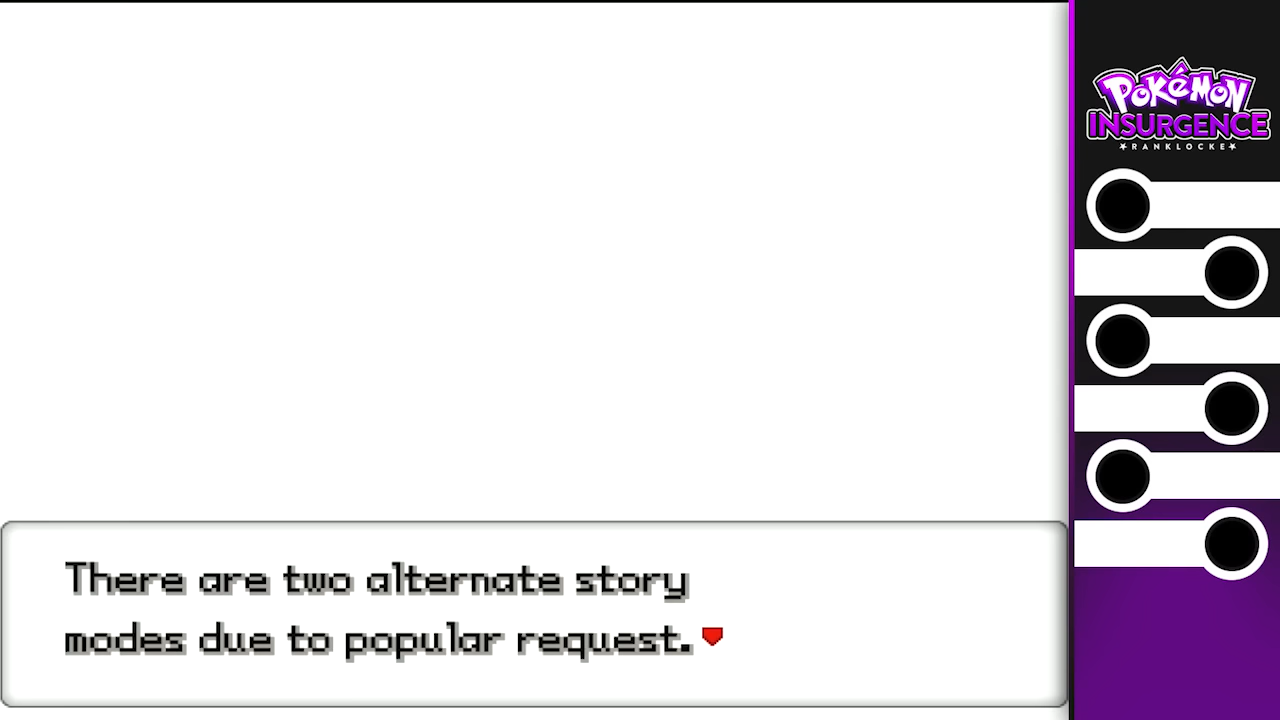 POKéMON
INSURGENCE
★RANKLOCKE★
There are two alternate story
modes due to popular request.